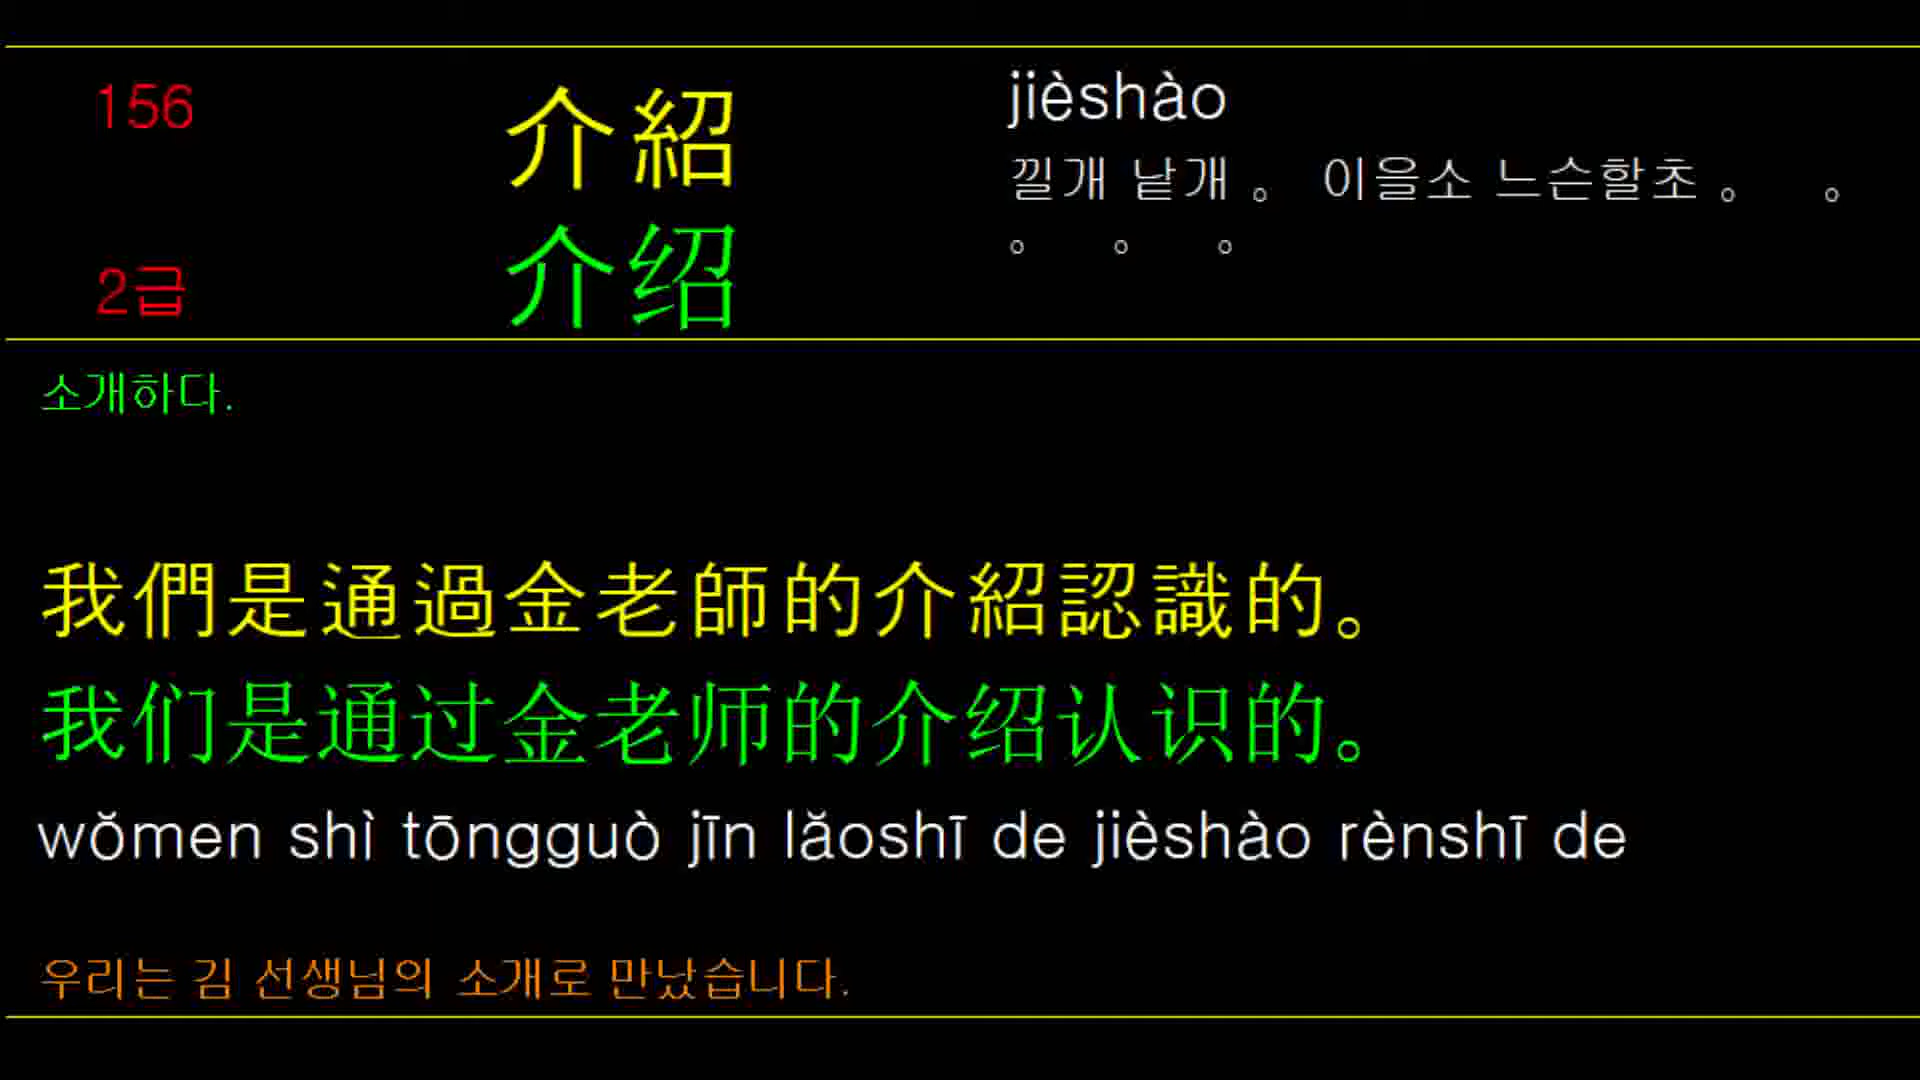 156
介紹
jièshào
낄개 낱개。 이을소 느슨할초。 。
。 。 。
介绍
2급
소개하다.
我們是通過金老師的介紹認識的。
我们是通过金老师的介绍认识的。
wǒmen shì tōngguò jīn lǎoshī de jièshào rènshī de
우리는 김 선생님의 소개로 만났습니다.